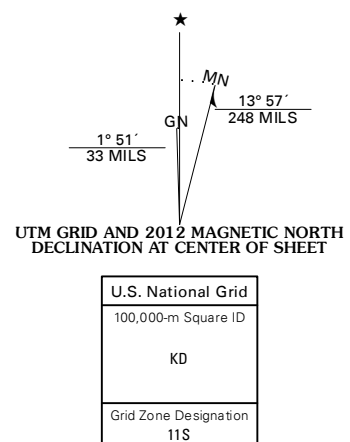 ★
MN
GN
13° 57´
248 MILS
1° 51´
33 MILS
UTM GRID AND 2012 MAGNETIC NORTH
DECLINATION AT CENTER OF SHEET
U.S. National Grid
100,000-m Square ID
KD
Grid Zone Designation
11S